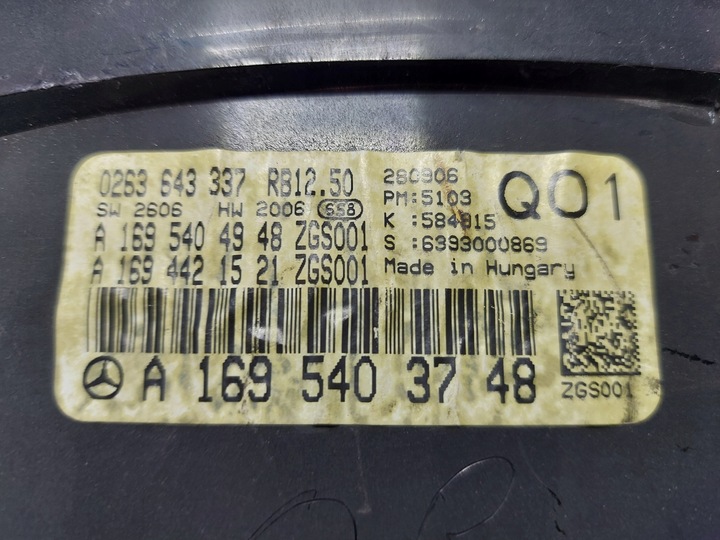 0263 643 337 RB12.50
SW 2606 HW 2006
A 169 540 49 48 ZGS001
A 169 442 15 21 ZGS001
280906
PM:5103
K :584815
S :6393000869
Made in Hungary
Q01
A 169 540 37 48
ZGS001